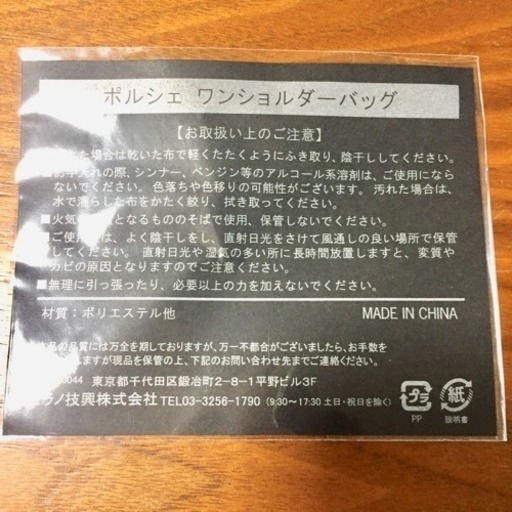 ポルシェ ワンショルダーバッグ
【お取扱い上のご注意】
た場合は乾いた布で軽くたたくようにふき取り、陰干ししてください。
■お手入れの際、シンナー、ベンジン等のアルコール系溶剤は、ご使用になら
ないでください。 色落ちや色移りの可能性がございます。 汚れた場合は、
水で濡らした布をかたく絞り、拭き取ってください。
■火気の となるもののそばで使用、保管しないでください。
■ご使用 は、よく陰干しをし、直射日光をさけて風通しの良い場所で保管
してください。直射日光や湿気の多い所に長時間放置しますと、変質や
カビの原因となりますのでご注意ください。
■無理に引っ張ったり、必要以上の力を加えないでください。
材質：ポリエステル他 MADE IN CHINA
品の品質には万全を期しておりますが、万一不都合がございましたら、お手数を
しますが現品を保管の上、下記のお問い合わせ先までご連絡ください。
0044 東京都千代田区鍛冶町2-8-1平野ビル3F
ラノ技興株式会社 TEL03-3256-1790 (9:30～17:30 土日・祝日を除く)
プラ 紙
PP 説明書